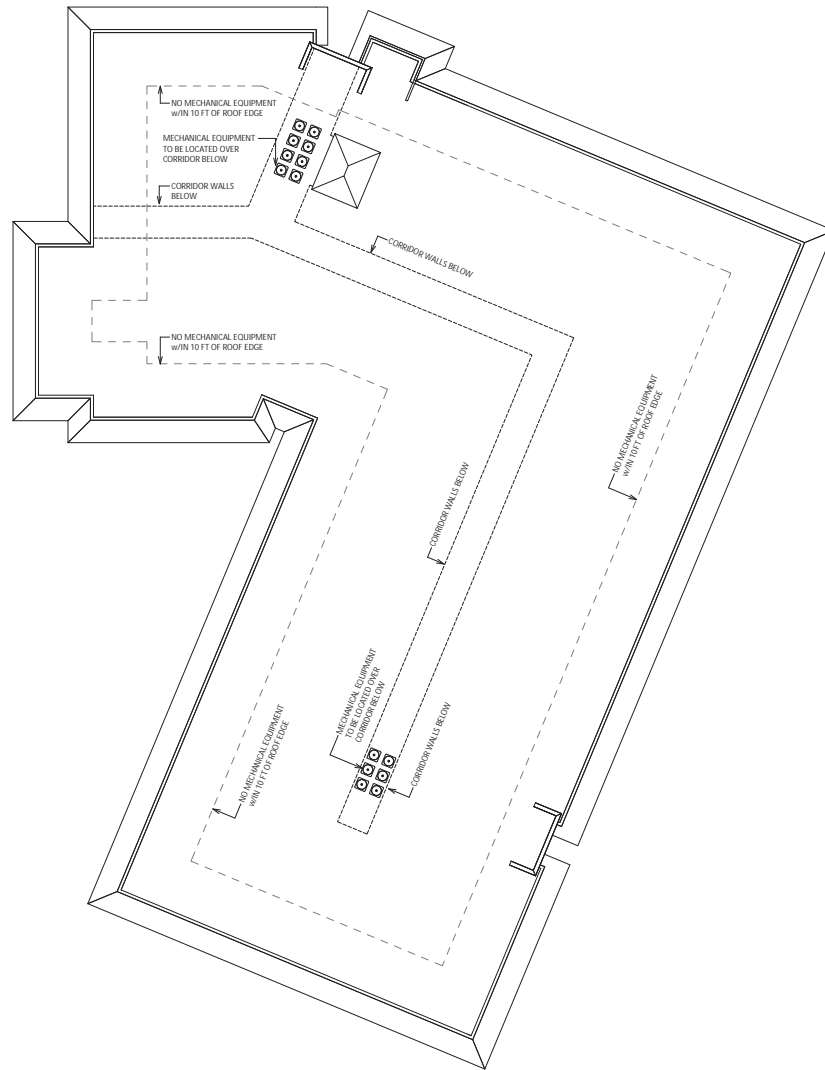 NO MECHANICAL EQUIPMENT
w/IN 10 FT OF ROOF EDGE
MECHANICAL EQUIPMENT
TO BE LOCATED OVER
CORRIDOR BELOW
CORRIDOR WALLS
BELOW
CORRIDOR WALLS BELOW
NO MECHANICAL EQUIPMENT
w/IN 10 FT OF ROOF EDGE
NO MECHANICAL EQUIPMENT
w/IN 10 FT OF ROOF EDGE
CORRIDOR WALLS BELOW
MECHANICAL EQUIPMENT
TO BE LOCATED OVER
CORRIDOR BELOW
CORRIDOR WALLS BELOW
NO MECHANICAL EQUIPMENT
w/IN 10 FT OF ROOF EDGE